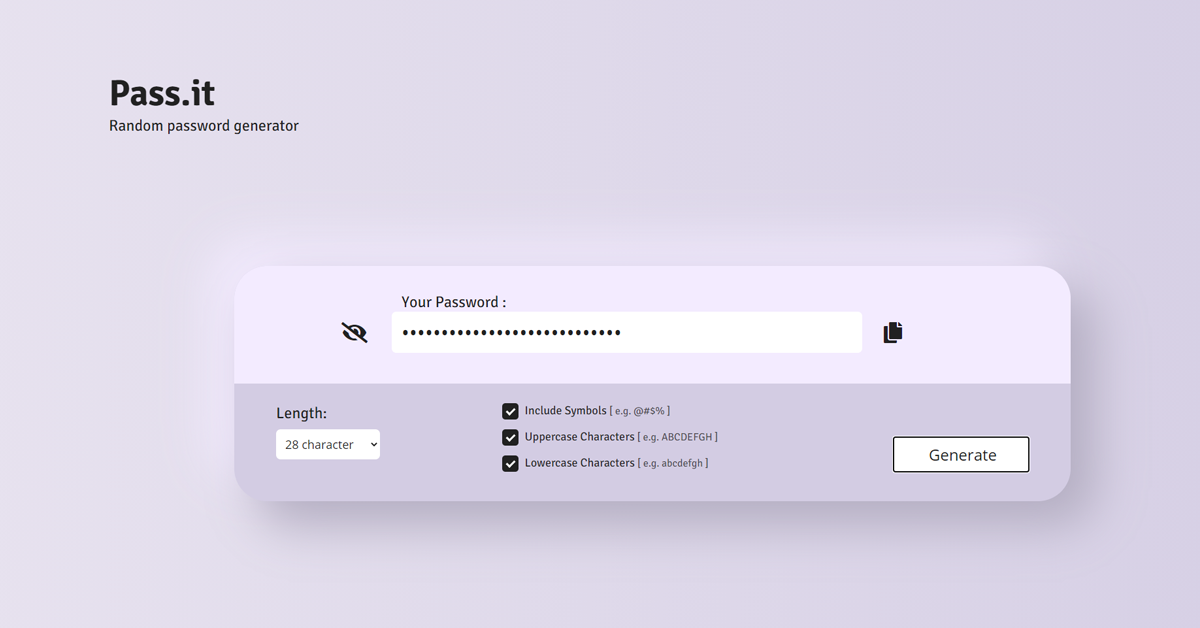 Pass.it
Random password generator
Your Password :
••••••••••••••••••••••••••••
Length:
28 character
Include Symbols [ e.g. @#$% ]
Uppercase Characters [ e.g. ABCDEFGH ]
Lowercase Characters [ e.g. abcdefgh ]
Generate